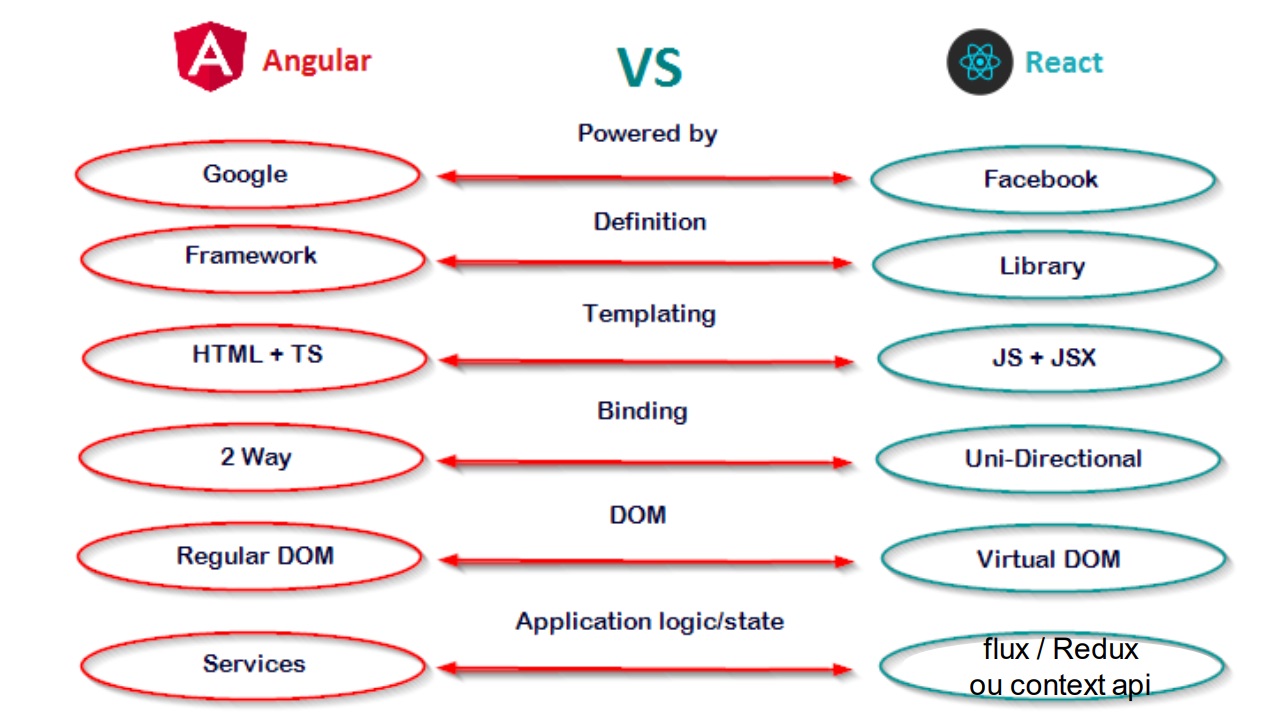 Angular
VS
React
Powered by
Google
Facebook
Definition
Framework
Library
Templating
HTML + TS
JS + JSX
Binding
2 Way
Uni-Directional
DOM
Regular DOM
Virtual DOM
Application logic/state
Services
flux / Redux
ou context api